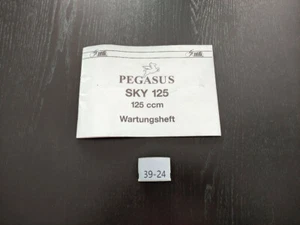 PEGASUS
SKY 125
125 ccm
Wartungsheft
39-24